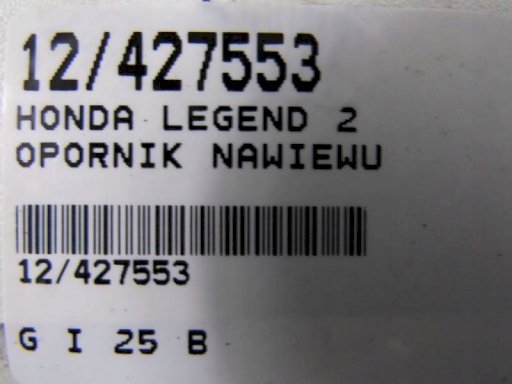 12/427553
HONDA LEGEND 2
OPORNIK NAWIEWU
12/427553
G I 25 B